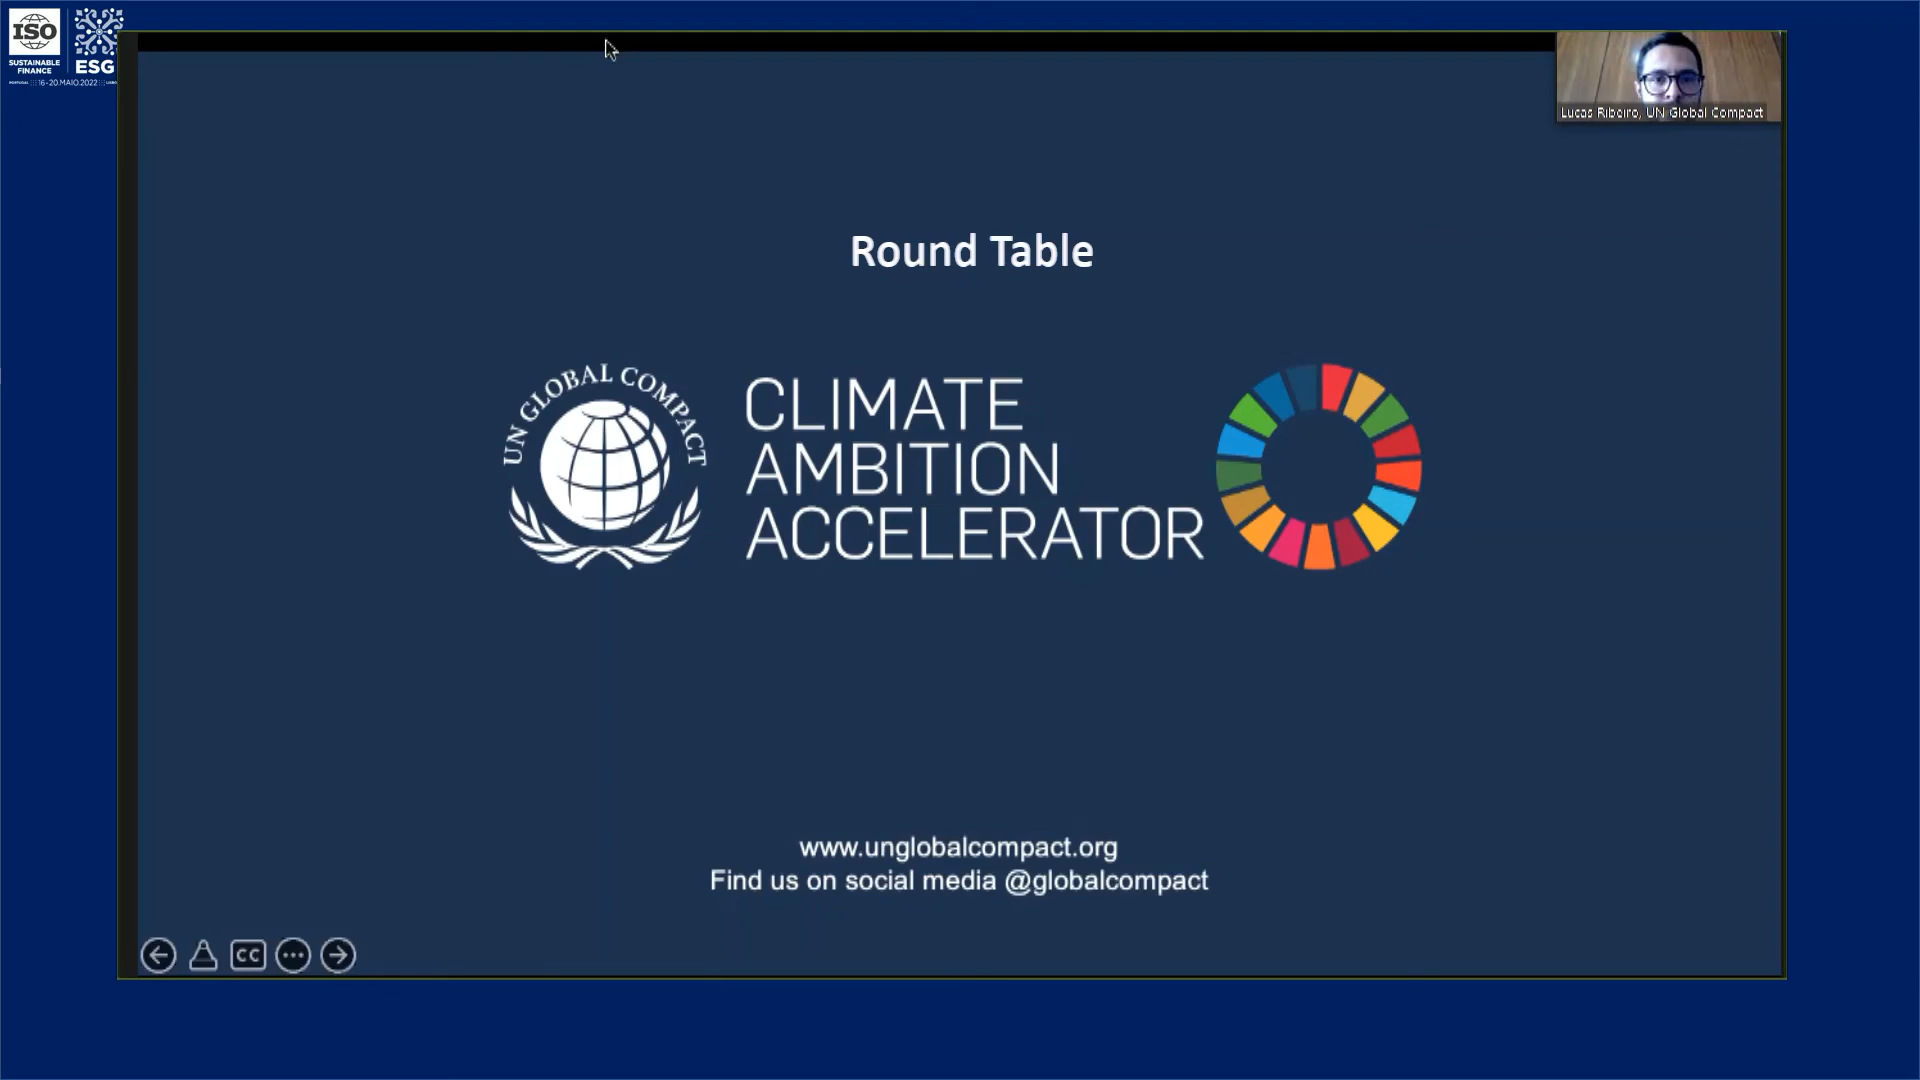 ISO
SUSTAINABLE
FINANCE
ESG
PORTUGAL
16-20.MAIO.2022
Lucas Ribeiro, UN Global Compact
Round Table
UN GLOBAL COMPACT
CLIMATE
AMBITION
ACCELERATOR
www.unglobalcompact.org
Find us on social media @globalcompact
CC